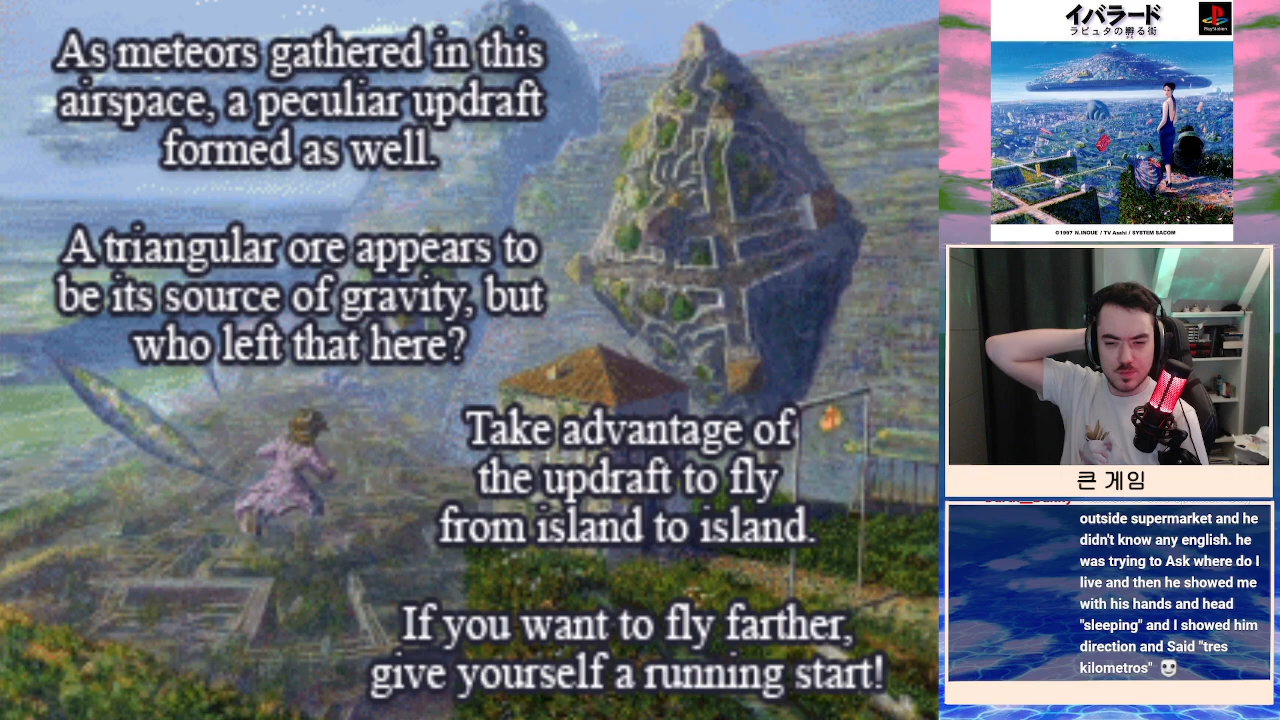 As meteors gathered in this
airspace, a peculiar updraft
formed as well.
A triangular ore appears to
be its source of gravity, but
who left that here?
Take advantage of
the updraft to fly
from island to island.
If you want to fly farther,
give yourself a running start!
イバラード
ラピュタの孵る街
PlayStation
©1997 N.INOUE / TV Asahi / SYSTEM SACOM
큰 게임
outside supermarket and he
didn't know any english. he
was trying to Ask where do I
live and then he showed me
with his hands and head
"sleeping" and I showed him
direction and Said "tres
kilometros"